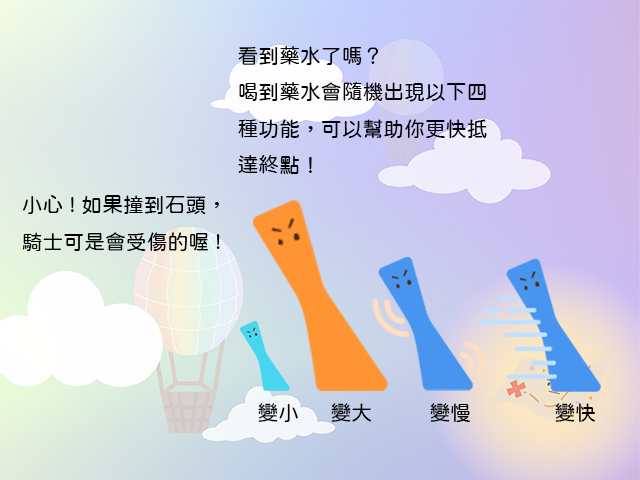 看到藥水了嗎？
喝到藥水會隨機出現以下四
種功能，可以幫助你更快抵
達終點！
小心！如果撞到石頭，
騎士可是會受傷的喔！
變小
變大
變慢
變快